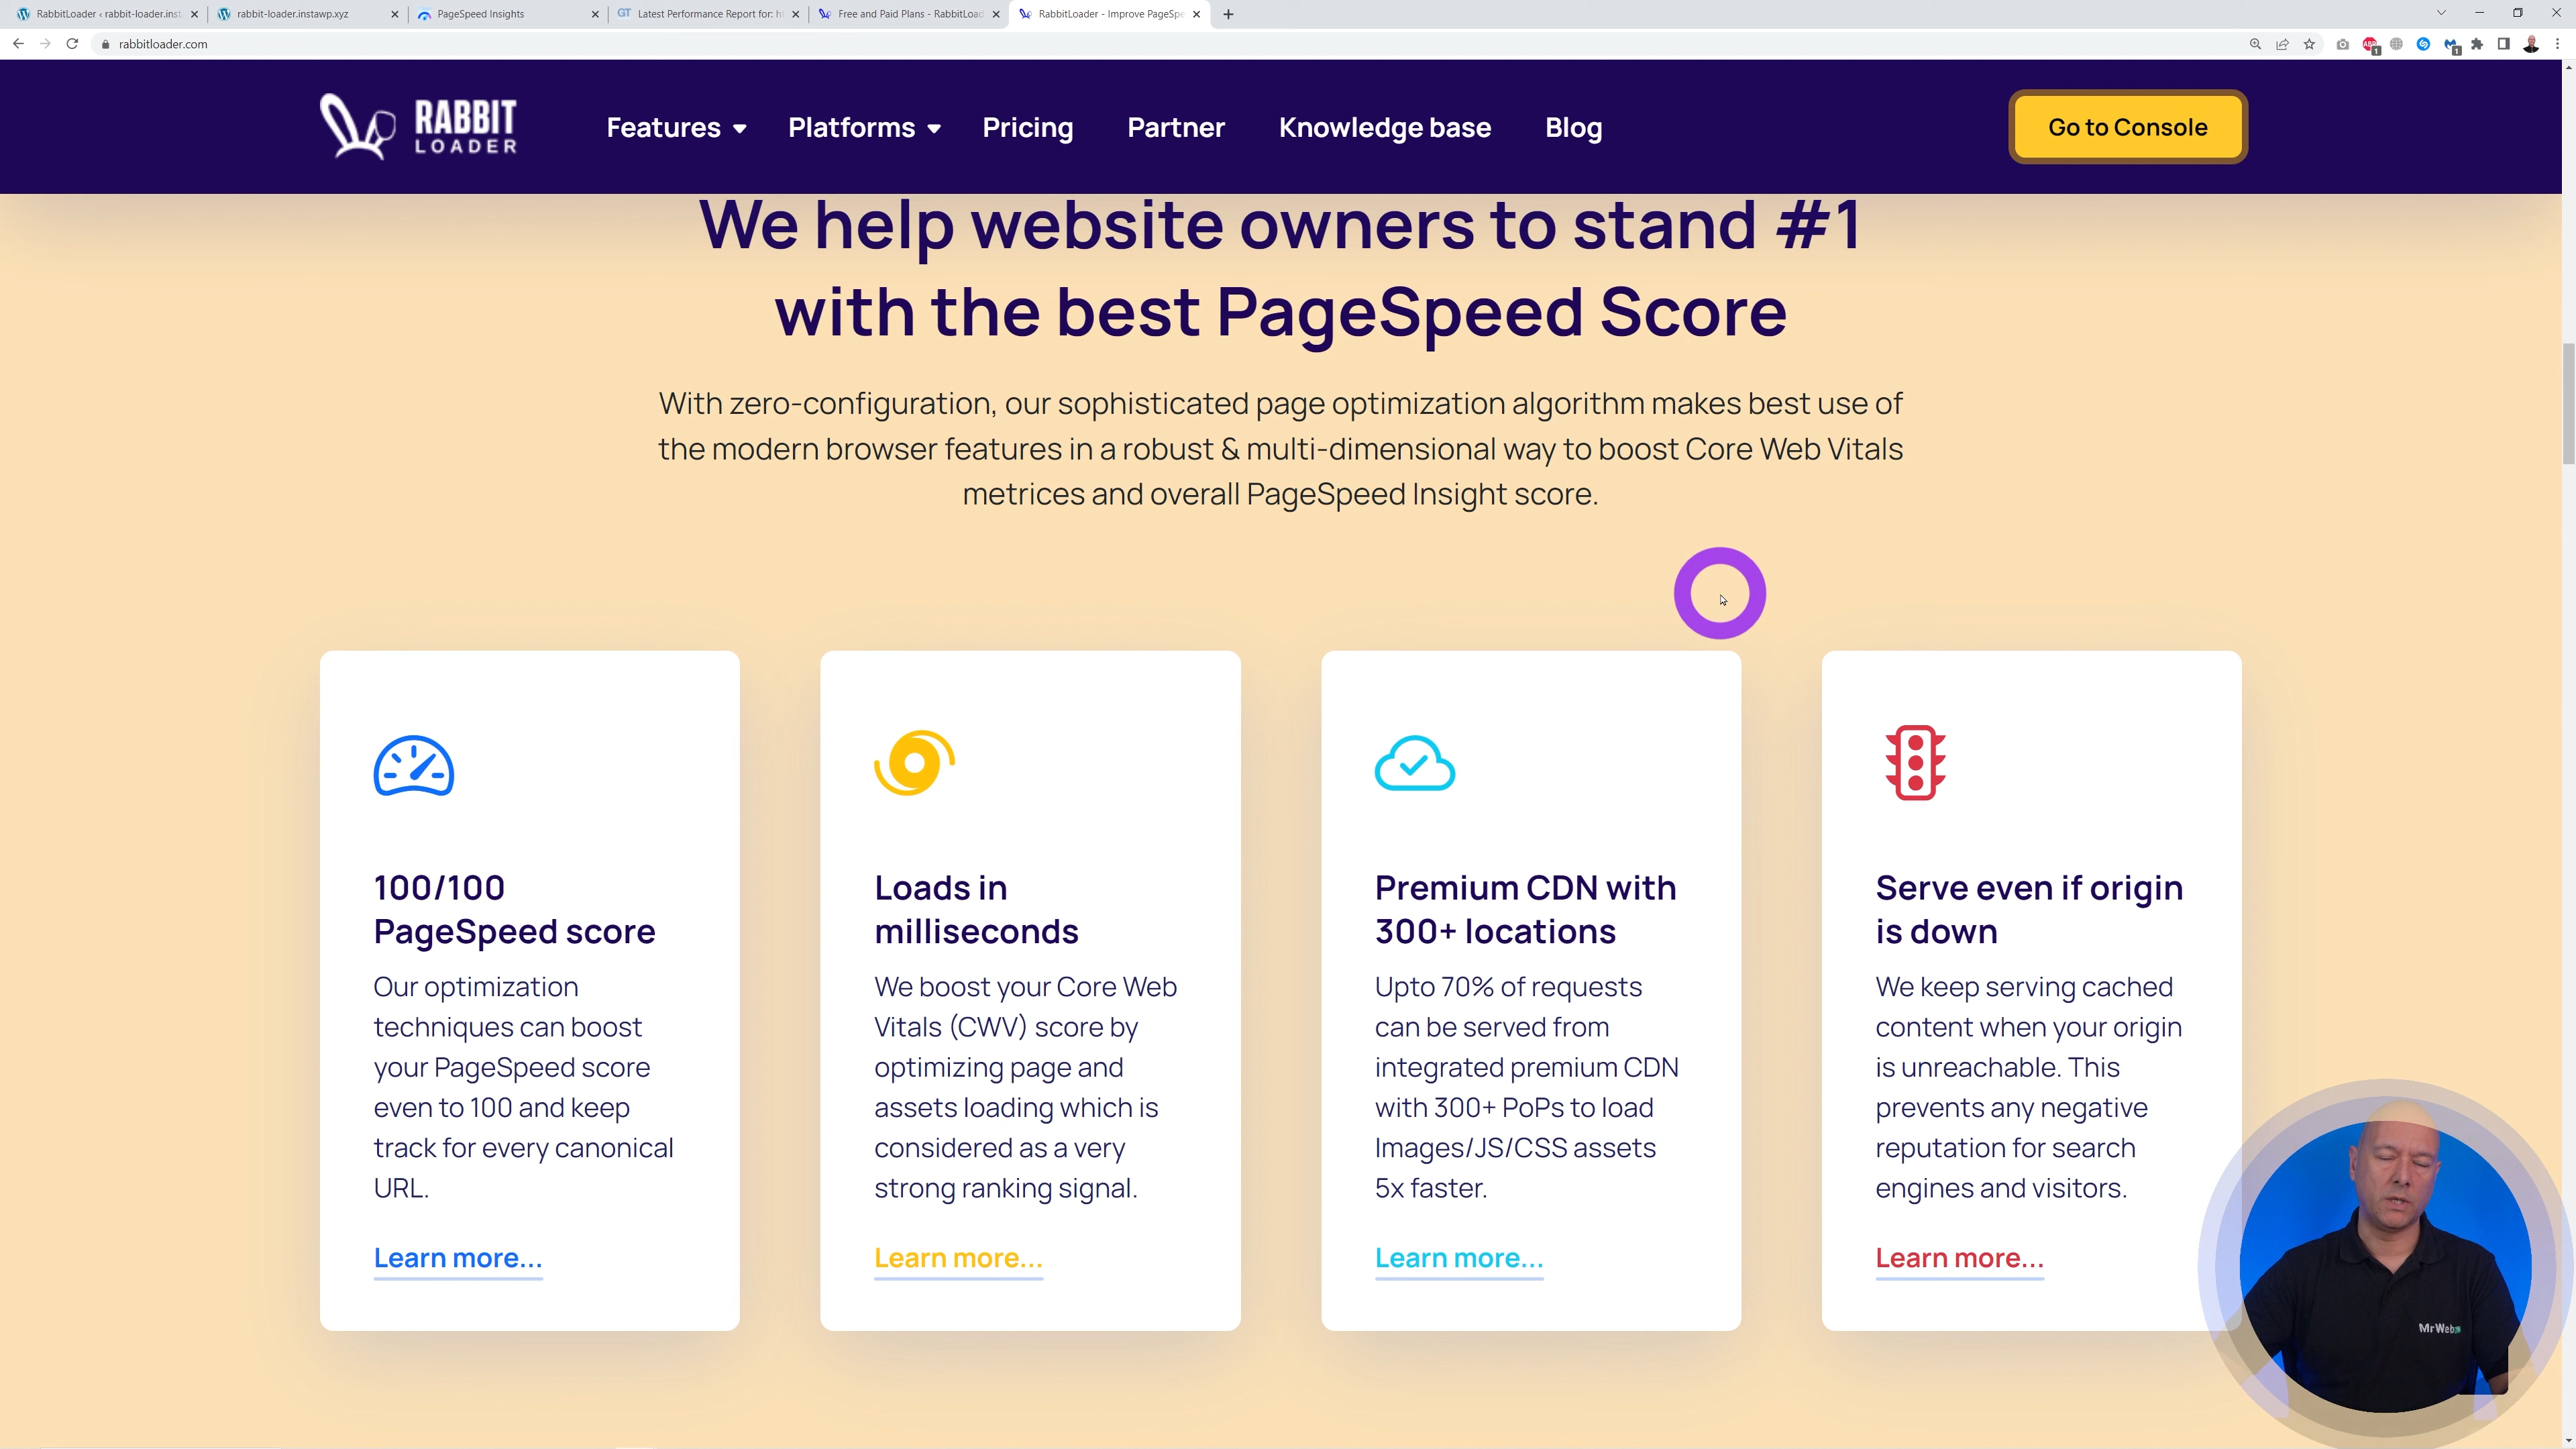 RabbitLoader ‹ rabbit-loader.inst
rabbit-loader.instawp.xyz
PageSpeed Insights
GT Latest Performance Report for: ht
Free and Paid Plans - RabbitLoad
RabbitLoader - Improve PageSpe
rabbitloader.com
ABP
1
1
RABBIT
LOADER
Features
Platforms
Pricing
Partner
Knowledge base
Blog
Go to Console
We help website owners to stand #1
with the best PageSpeed Score
With zero-configuration, our sophisticated page optimization algorithm makes best use of
the modern browser features in a robust & multi-dimensional way to boost Core Web Vitals
metrices and overall PageSpeed Insight score.
100/100
PageSpeed score
Our optimization
techniques can boost
your PageSpeed score
even to 100 and keep
track for every canonical
URL.
Learn more...
Loads in
milliseconds
We boost your Core Web
Vitals (CWV) score by
optimizing page and
assets loading which is
considered as a very
strong ranking signal.
Learn more...
Premium CDN with
300+ locations
Upto 70% of requests
can be served from
integrated premium CDN
with 300+ PoPs to load
Images/JS/CSS assets
5x faster.
Learn more...
Serve even if origin
is down
We keep serving cached
content when your origin
is unreachable. This
prevents any negative
reputation for search
engines and visitors.
Learn more...
MrWeb